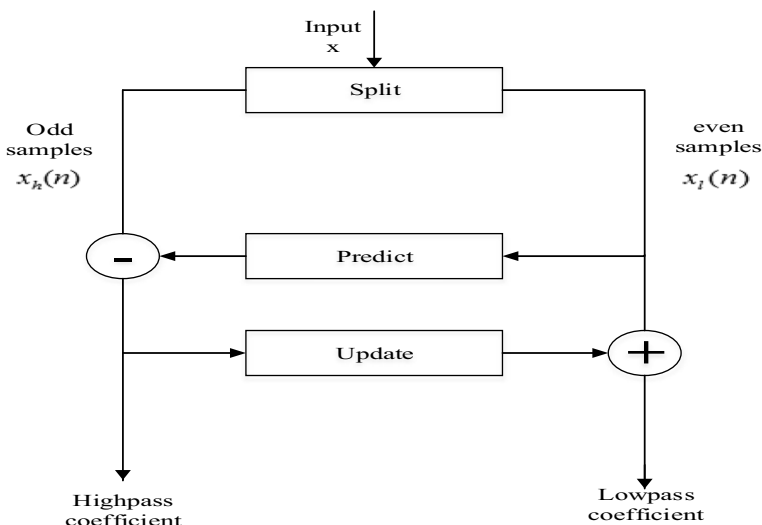 Input
x
Split
Odd
samples
x_h(n)
even
samples
x_l(n)
-
Predict
Update
+
Highpass
coefficient
Lowpass
coefficient